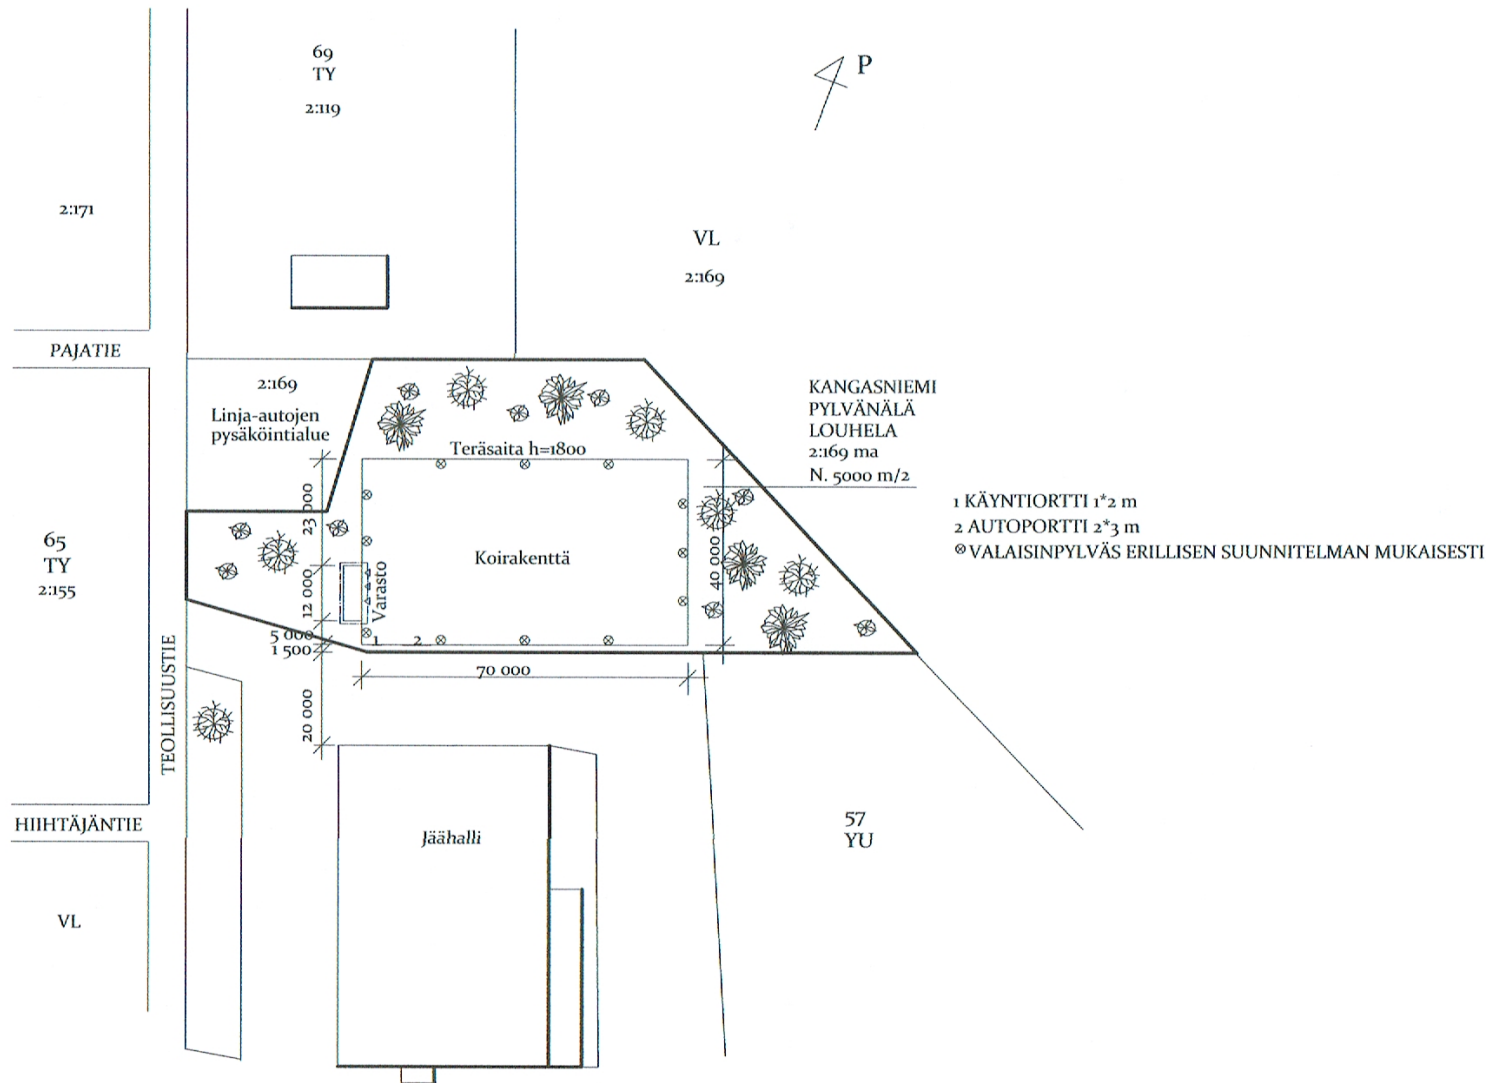 69
TY
2:119
P
2:171
VL
2:169
PAJATIE
2:169
Linja-autojen
pysäköintialue
KANGASNIEMI
PYLVÄNÄLÄ
LOUHELA
2:169 ma
N. 5000 m/2
Teräsaita h=1800
1 KÄYNTIORTTI 1*2 m
2 AUTOPORTTI 2*3 m
VALAISINPYLVÄS ERILLISEN SUUNNITELMAN MUKAISESTI
23 000
65
TY
2:155
Koirakenttä
40 000
12 000
Varasto
5 000
1 500
1 2
70 000
TEOLLISUUSTIE
20 000
HIIHTÄJÄNTIE
Jäähalli
57
YU
VL